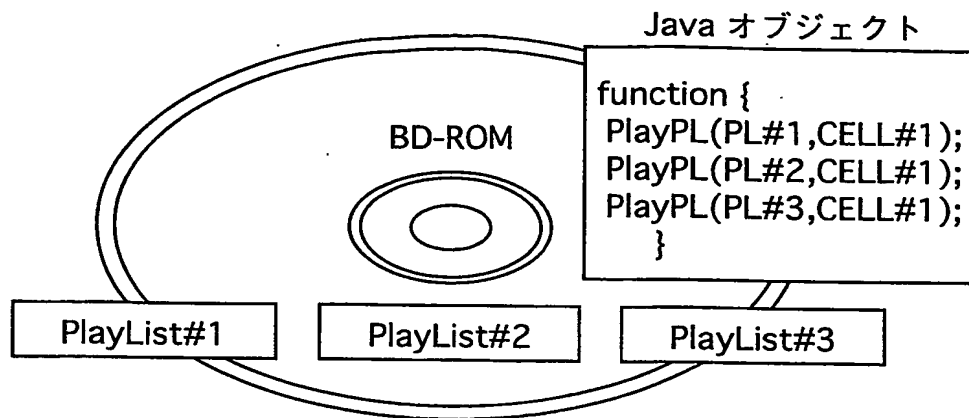 Java オブジェクト
function {
PlayPL(PL#1,CELL#1);
PlayPL(PL#2,CELL#1);
PlayPL(PL#3,CELL#1);
}
BD-ROM
PlayList#1
PlayList#2
PlayList#3